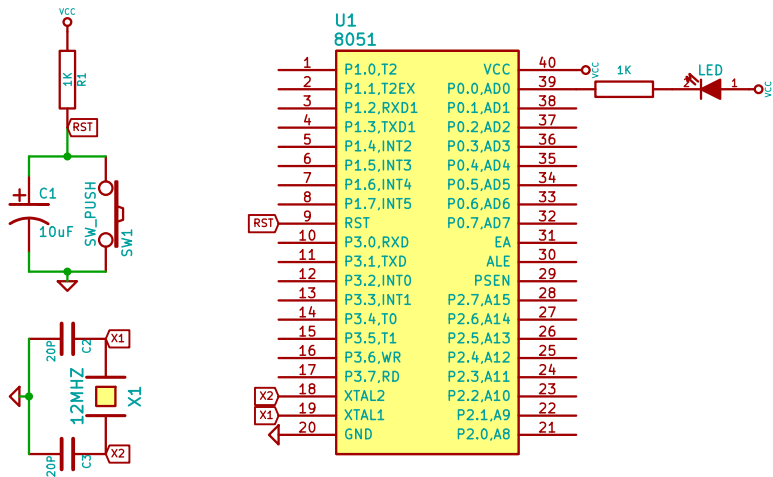 VCC
1K
R1
RST
C1
10uF
SW_PUSH
SW1
20P
C2
X1
12MHZ
X1
20P
C3
X2
U1
8051
1 P1.0,T2 VCC 40 VCC
2 P1.1,T2EX P0.0,AD0 39 1K 2 LED 1 VCC
3 P1.2,RXD1 P0.1,AD1 38
4 P1.3,TXD1 P0.2,AD2 37
5 P1.4,INT2 P0.3,AD3 36
6 P1.5,INT3 P0.4,AD4 35
7 P1.6,INT4 P0.5,AD5 34
8 P1.7,INT5 P0.6,AD6 33
RST 9 RST P0.7,AD7 32
10 P3.0,RXD EA 31
11 P3.1,TXD ALE 30
12 P3.2,INT0 PSEN 29
13 P3.3,INT1 P2.7,A15 28
14 P3.4,T0 P2.6,A14 27
15 P3.5,T1 P2.5,A13 26
16 P3.6,WR P2.4,A12 25
17 P3.7,RD P2.3,A11 24
X2 18 XTAL2 P2.2,A10 23
X1 19 XTAL1 P2.1,A9 22
20 GND P2.0,A8 21